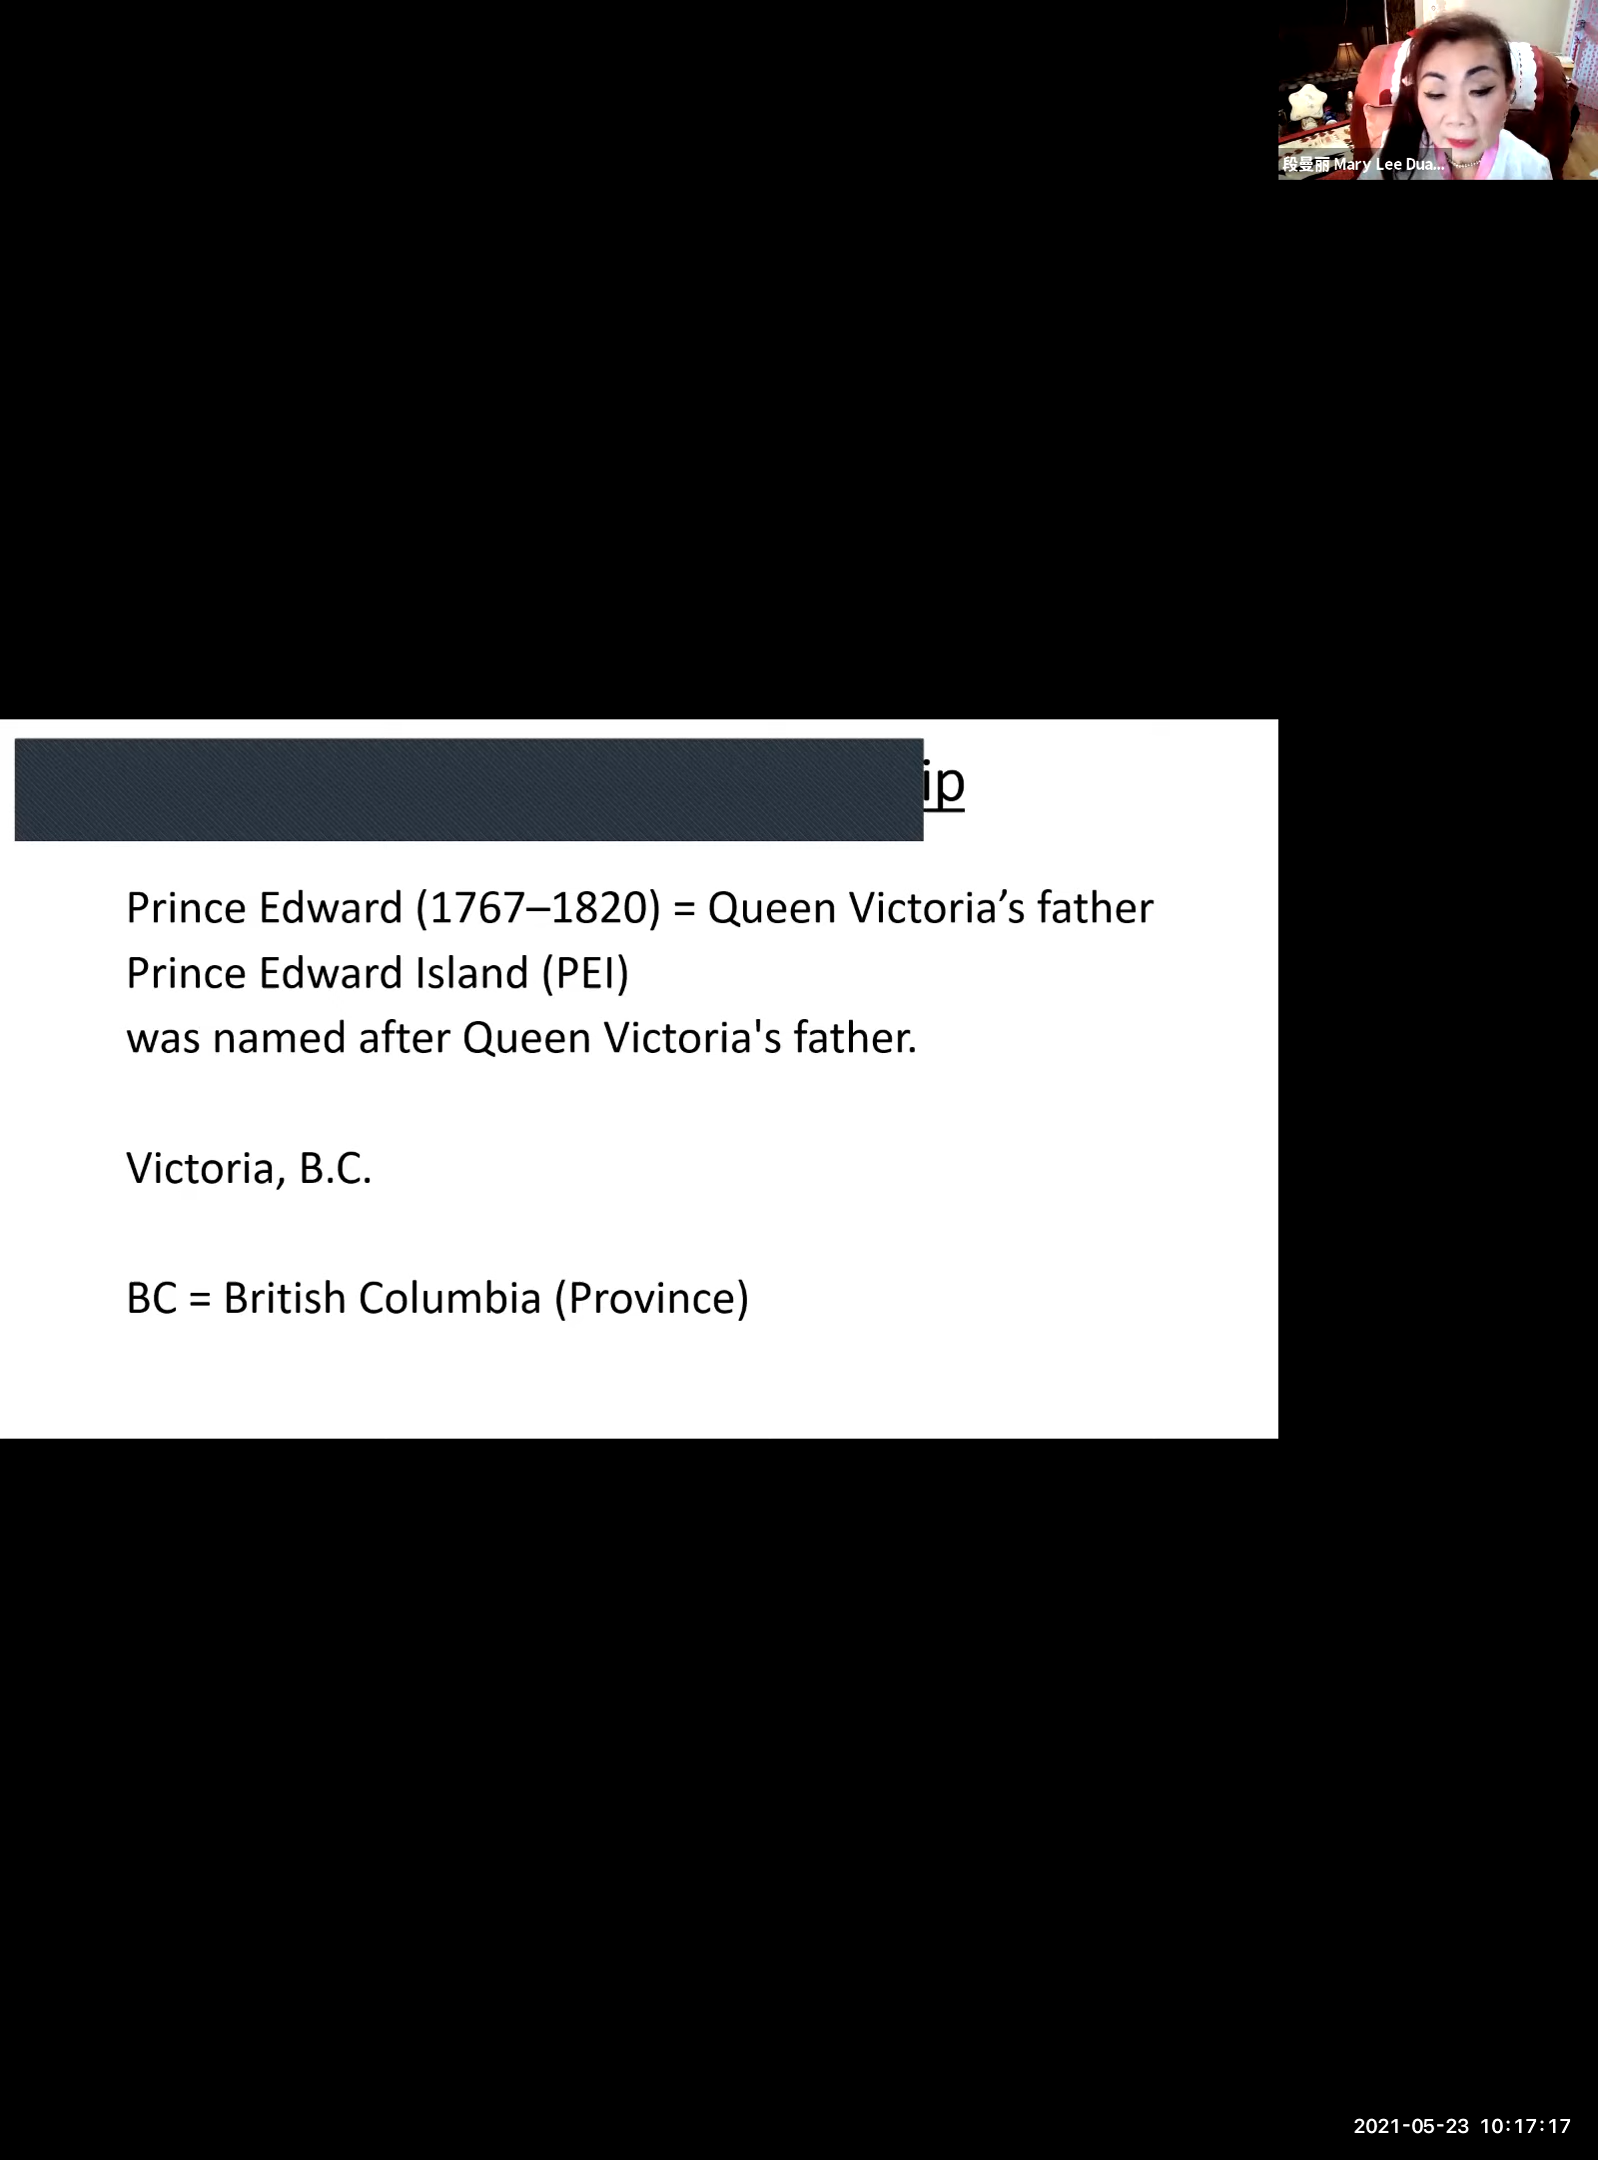 段曼丽 Mary Lee Dua...
ip
Prince Edward (1767–1820) = Queen Victoria’s father
Prince Edward Island (PEI)
was named after Queen Victoria's father.
Victoria, B.C.
BC = British Columbia (Province)
2021-05-23 10:17:17